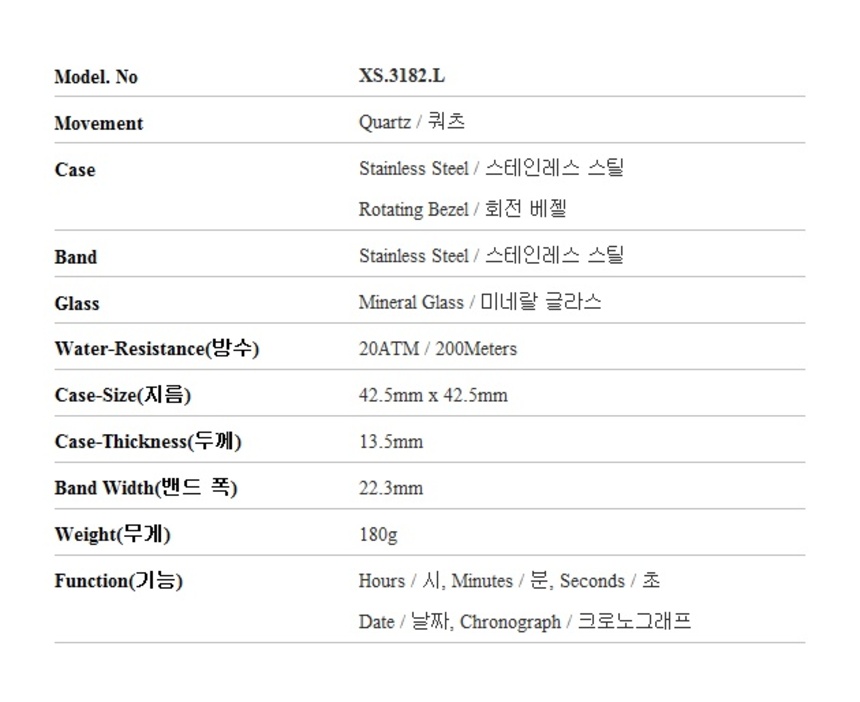 Model. No XS.3182.L
Movement Quartz / 쿼츠
Case Stainless Steel / 스테인레스 스틸
Rotating Bezel / 회전 베젤
Band Stainless Steel / 스테인레스 스틸
Glass Mineral Glass / 미네랄 글라스
Water-Resistance(방수) 20ATM / 200Meters
Case-Size(지름) 42.5mm x 42.5mm
Case-Thickness(두께) 13.5mm
Band Width(밴드 폭) 22.3mm
Weight(무게) 180g
Function(기능) Hours / 시, Minutes / 분, Seconds / 초
Date / 날짜, Chronograph / 크로노그래프